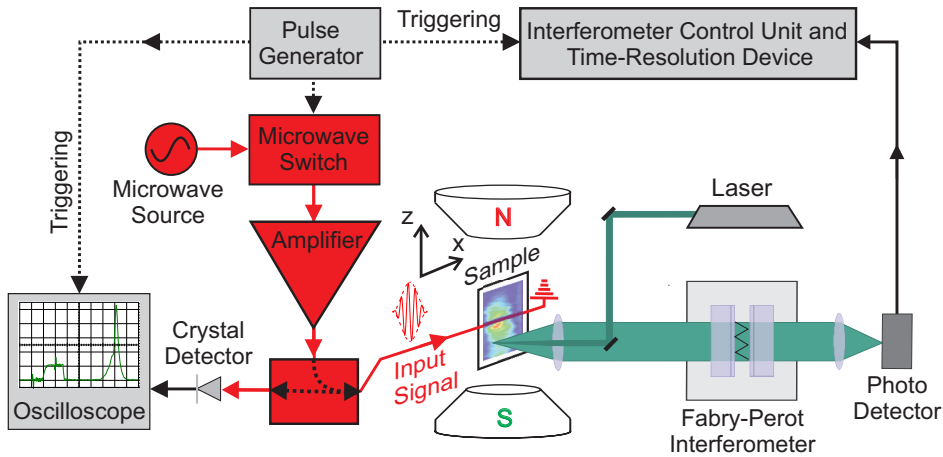 Triggering
Pulse
Generator
Interferometer Control Unit and
Time-Resolution Device
Microwave
Switch
Microwave
Source
Triggering
Laser
N
z
x
Amplifier
Sample
Crystal
Detector
Input
Signal
Oscilloscope
S
Photo
Detector
Fabry-Perot
Interferometer